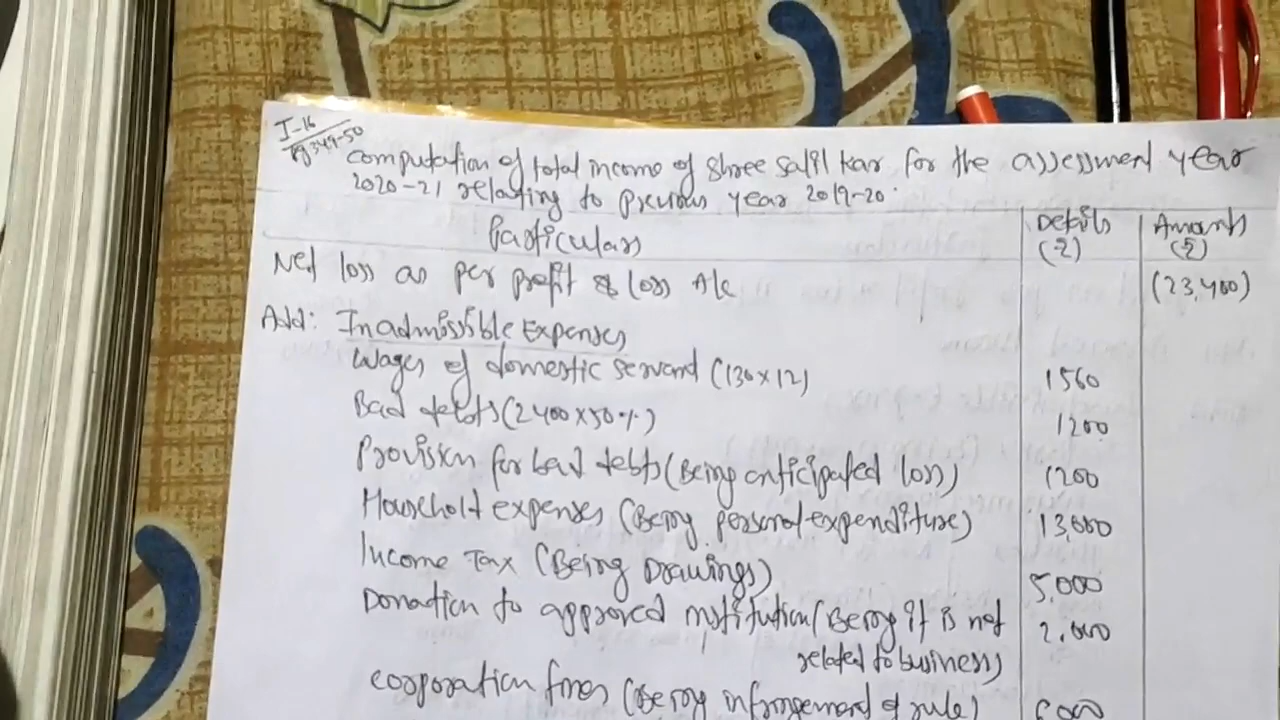 I-16
Pg 349-50
computation of total income of Shree Salil Kar for the assessment year
2020-21 relating to previous year 2019-20.
Particulars
Details
(₹)
Amount
(₹)
Net loss as per profit & loss A/c
(23,400)
Add: Inadmissible Expenses
Wages of domestic servant (130×12)
1560
Bad debts (2400×50%)
1200
Provision for bad debts (Being anticipated loss)
1200
Household expenses (Being personal expenditure)
13,000
Income Tax (Being Drawings)
5,000
Donation to approved institution (Being it is not
2,000
related to business)
corporation fines (Being infringement of rule)